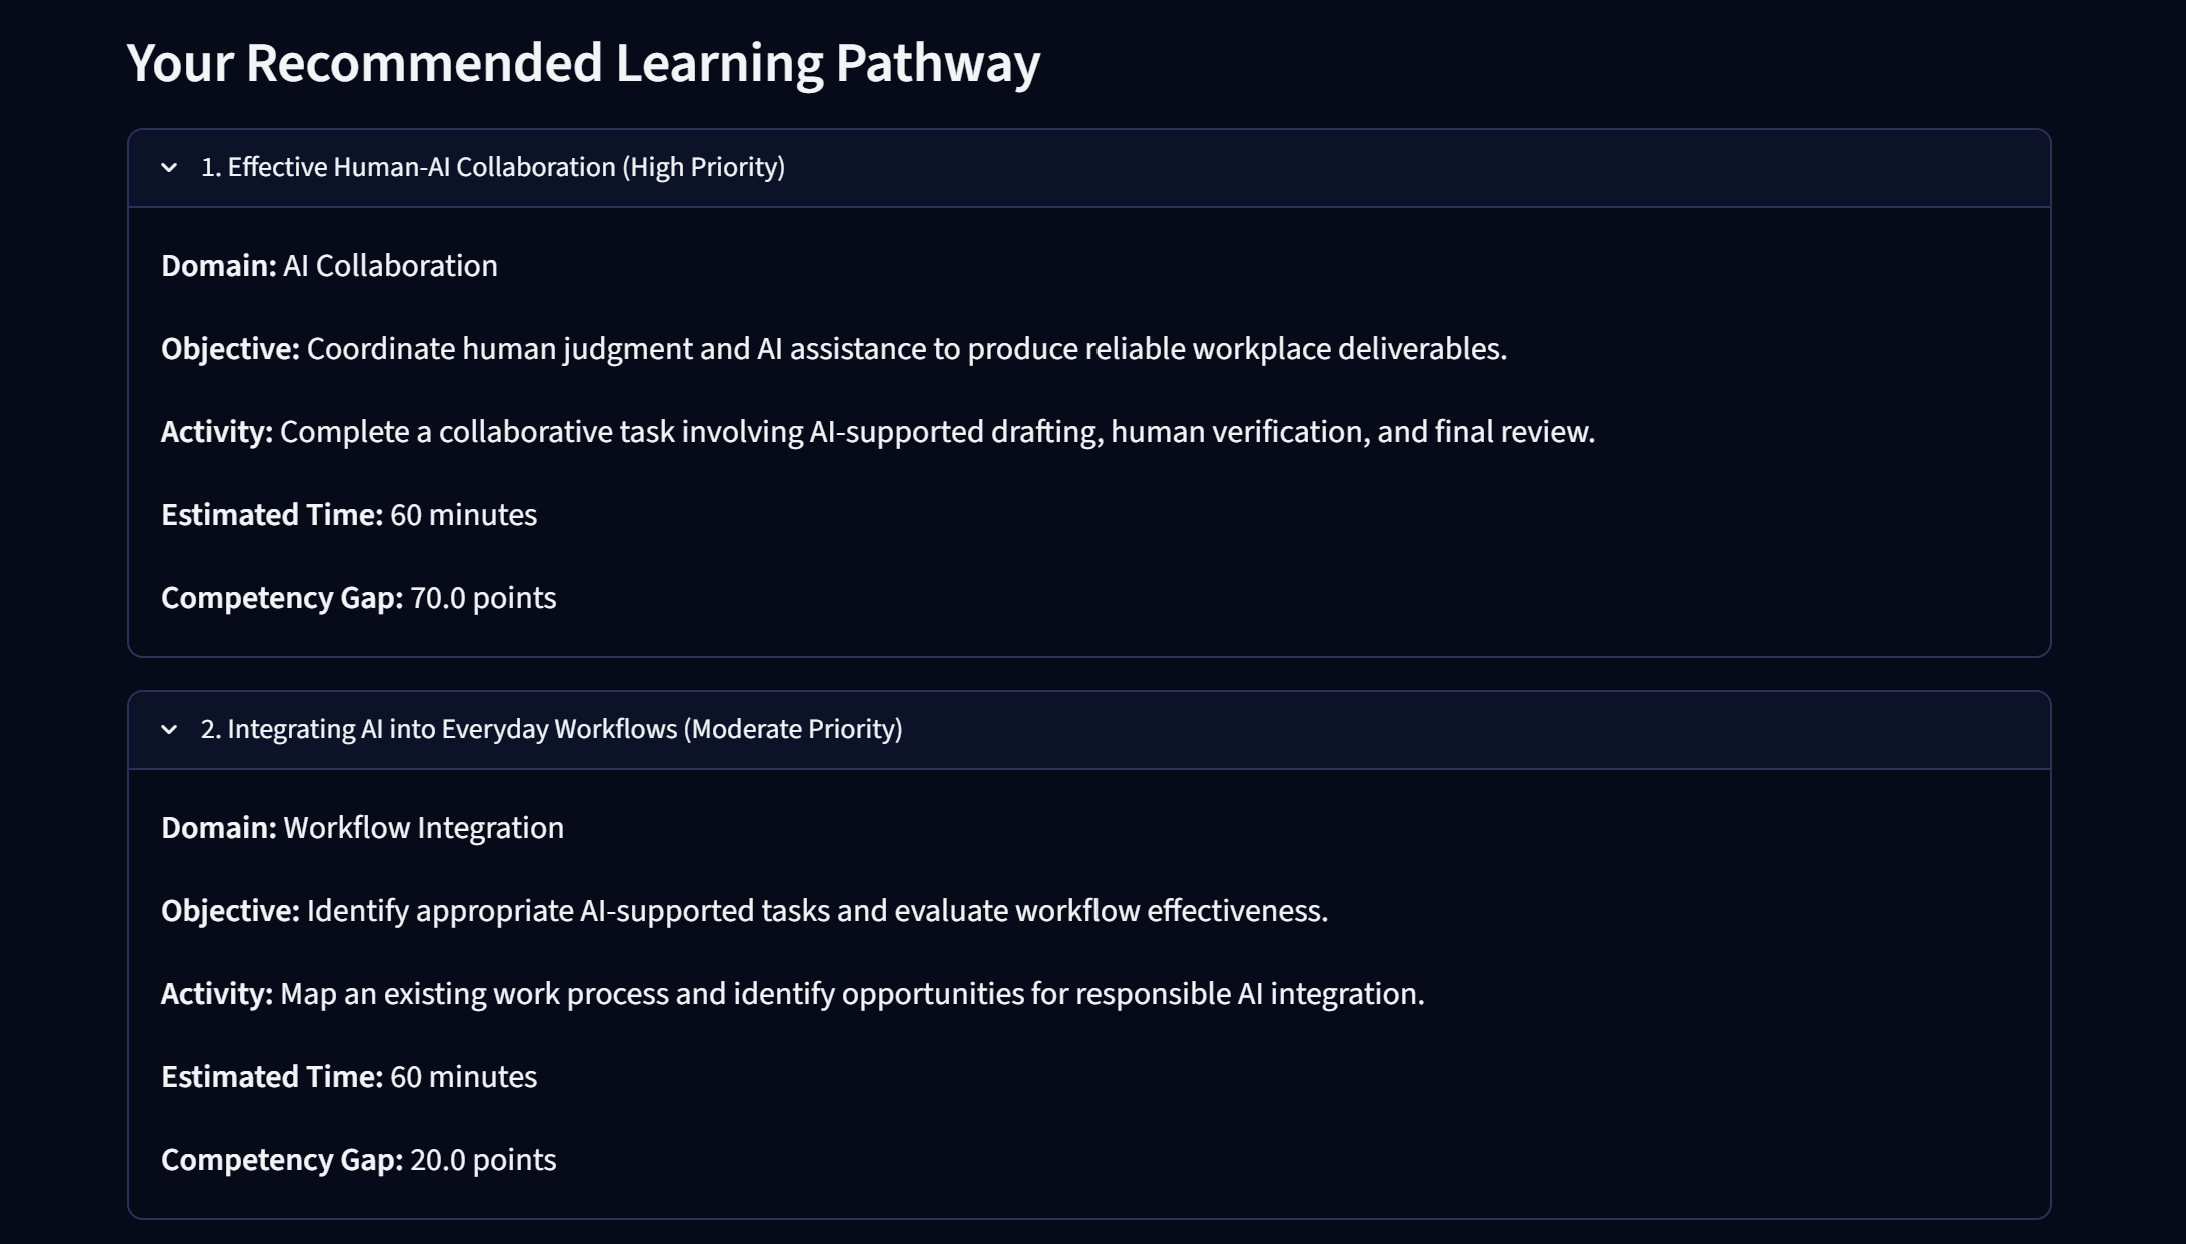 Your Recommended Learning Pathway
1. Effective Human-AI Collaboration (High Priority)
Domain: AI Collaboration
Objective: Coordinate human judgment and AI assistance to produce reliable workplace deliverables.
Activity: Complete a collaborative task involving AI-supported drafting, human verification, and final review.
Estimated Time: 60 minutes
Competency Gap: 70.0 points
2. Integrating AI into Everyday Workflows (Moderate Priority)
Domain: Workflow Integration
Objective: Identify appropriate AI-supported tasks and evaluate workflow effectiveness.
Activity: Map an existing work process and identify opportunities for responsible AI integration.
Estimated Time: 60 minutes
Competency Gap: 20.0 points